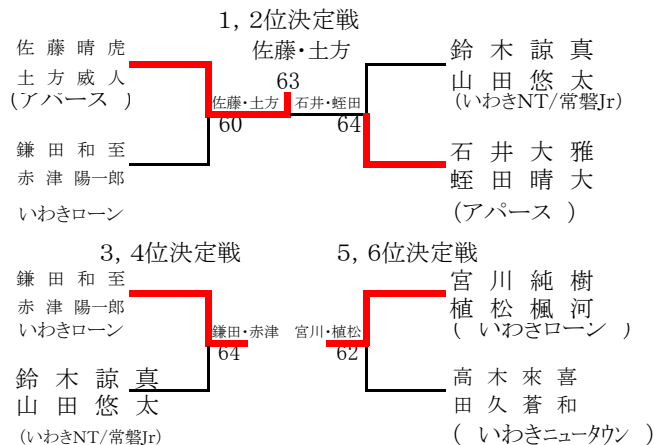 1, 2位決定戦
佐藤・土方
63
佐 藤 晴 虎
土 方 威 人
(アパース )
佐藤・土方
60
鎌 田 和 至
赤 津 陽一郎
いわきローン
石井・蛭田
64
鈴 木 諒 真
山 田 悠 太
(いわきNT/常磐Jr)
石 井 大 雅
蛭 田 晴 大
(アパース )
3, 4位決定戦
鎌 田 和 至
赤 津 陽一郎
いわきローン
鎌田・赤津
64
鈴 木 諒 真
山 田 悠 太
(いわきNT/常磐Jr)
5, 6位決定戦
宮 川 純 樹
植 松 楓 河
( いわきローン )
宮川・植松
62
高 木 來 喜
田 久 蒼 和
( いわきニュータウン )